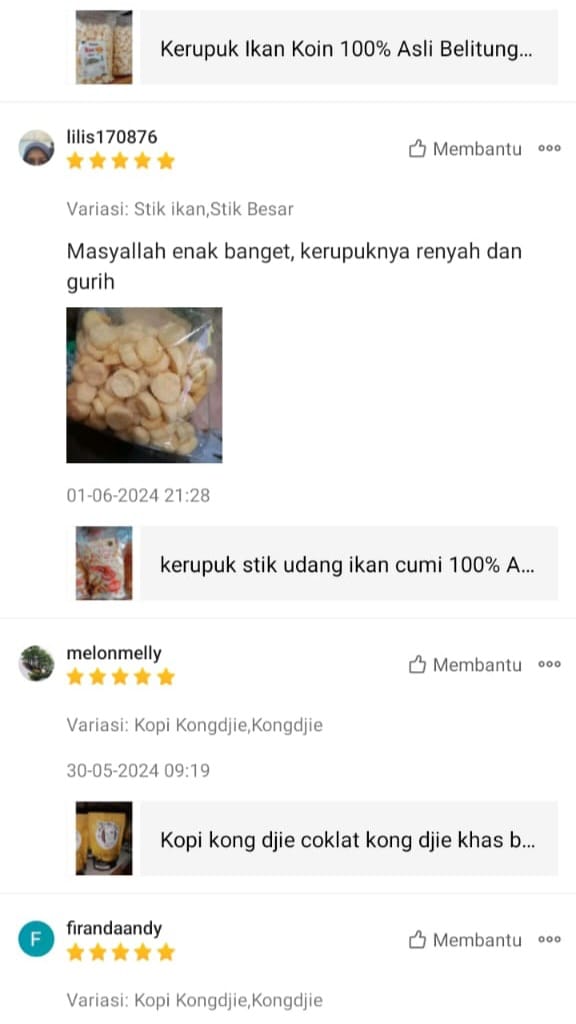 Kerupuk Ikan Koin 100% Asli Belitung...
lilis170876
Membantu
Variasi: Stik ikan,Stik Besar
Masyallah enak banget, kerupuknya renyah dan
gurih
01-06-2024 21:28
kerupuk stik udang ikan cumi 100% A...
melonmelly
Membantu
Variasi: Kopi Kongdjie,Kongdjie
30-05-2024 09:19
Kopi kong djie coklat kong djie khas b...
F
firandaandy
Membantu
Variasi: Kopi Kongdjie,Kongdjie